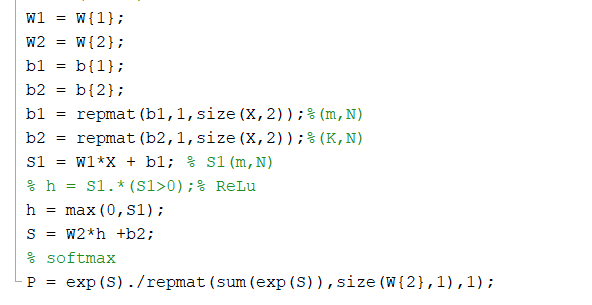 W1 = W{1};
W2 = W{2};
b1 = b{1};
b2 = b{2};
b1 = repmat(b1,1,size(X,2));%(m,N)
b2 = repmat(b2,1,size(X,2));%(K,N)
S1 = W1*X + b1; % S1(m,N)
% h = S1.*(S1>0);% ReLu
h = max(0,S1);
S = W2*h +b2;
% softmax
P = exp(S)./repmat(sum(exp(S)),size(W{2},1),1);